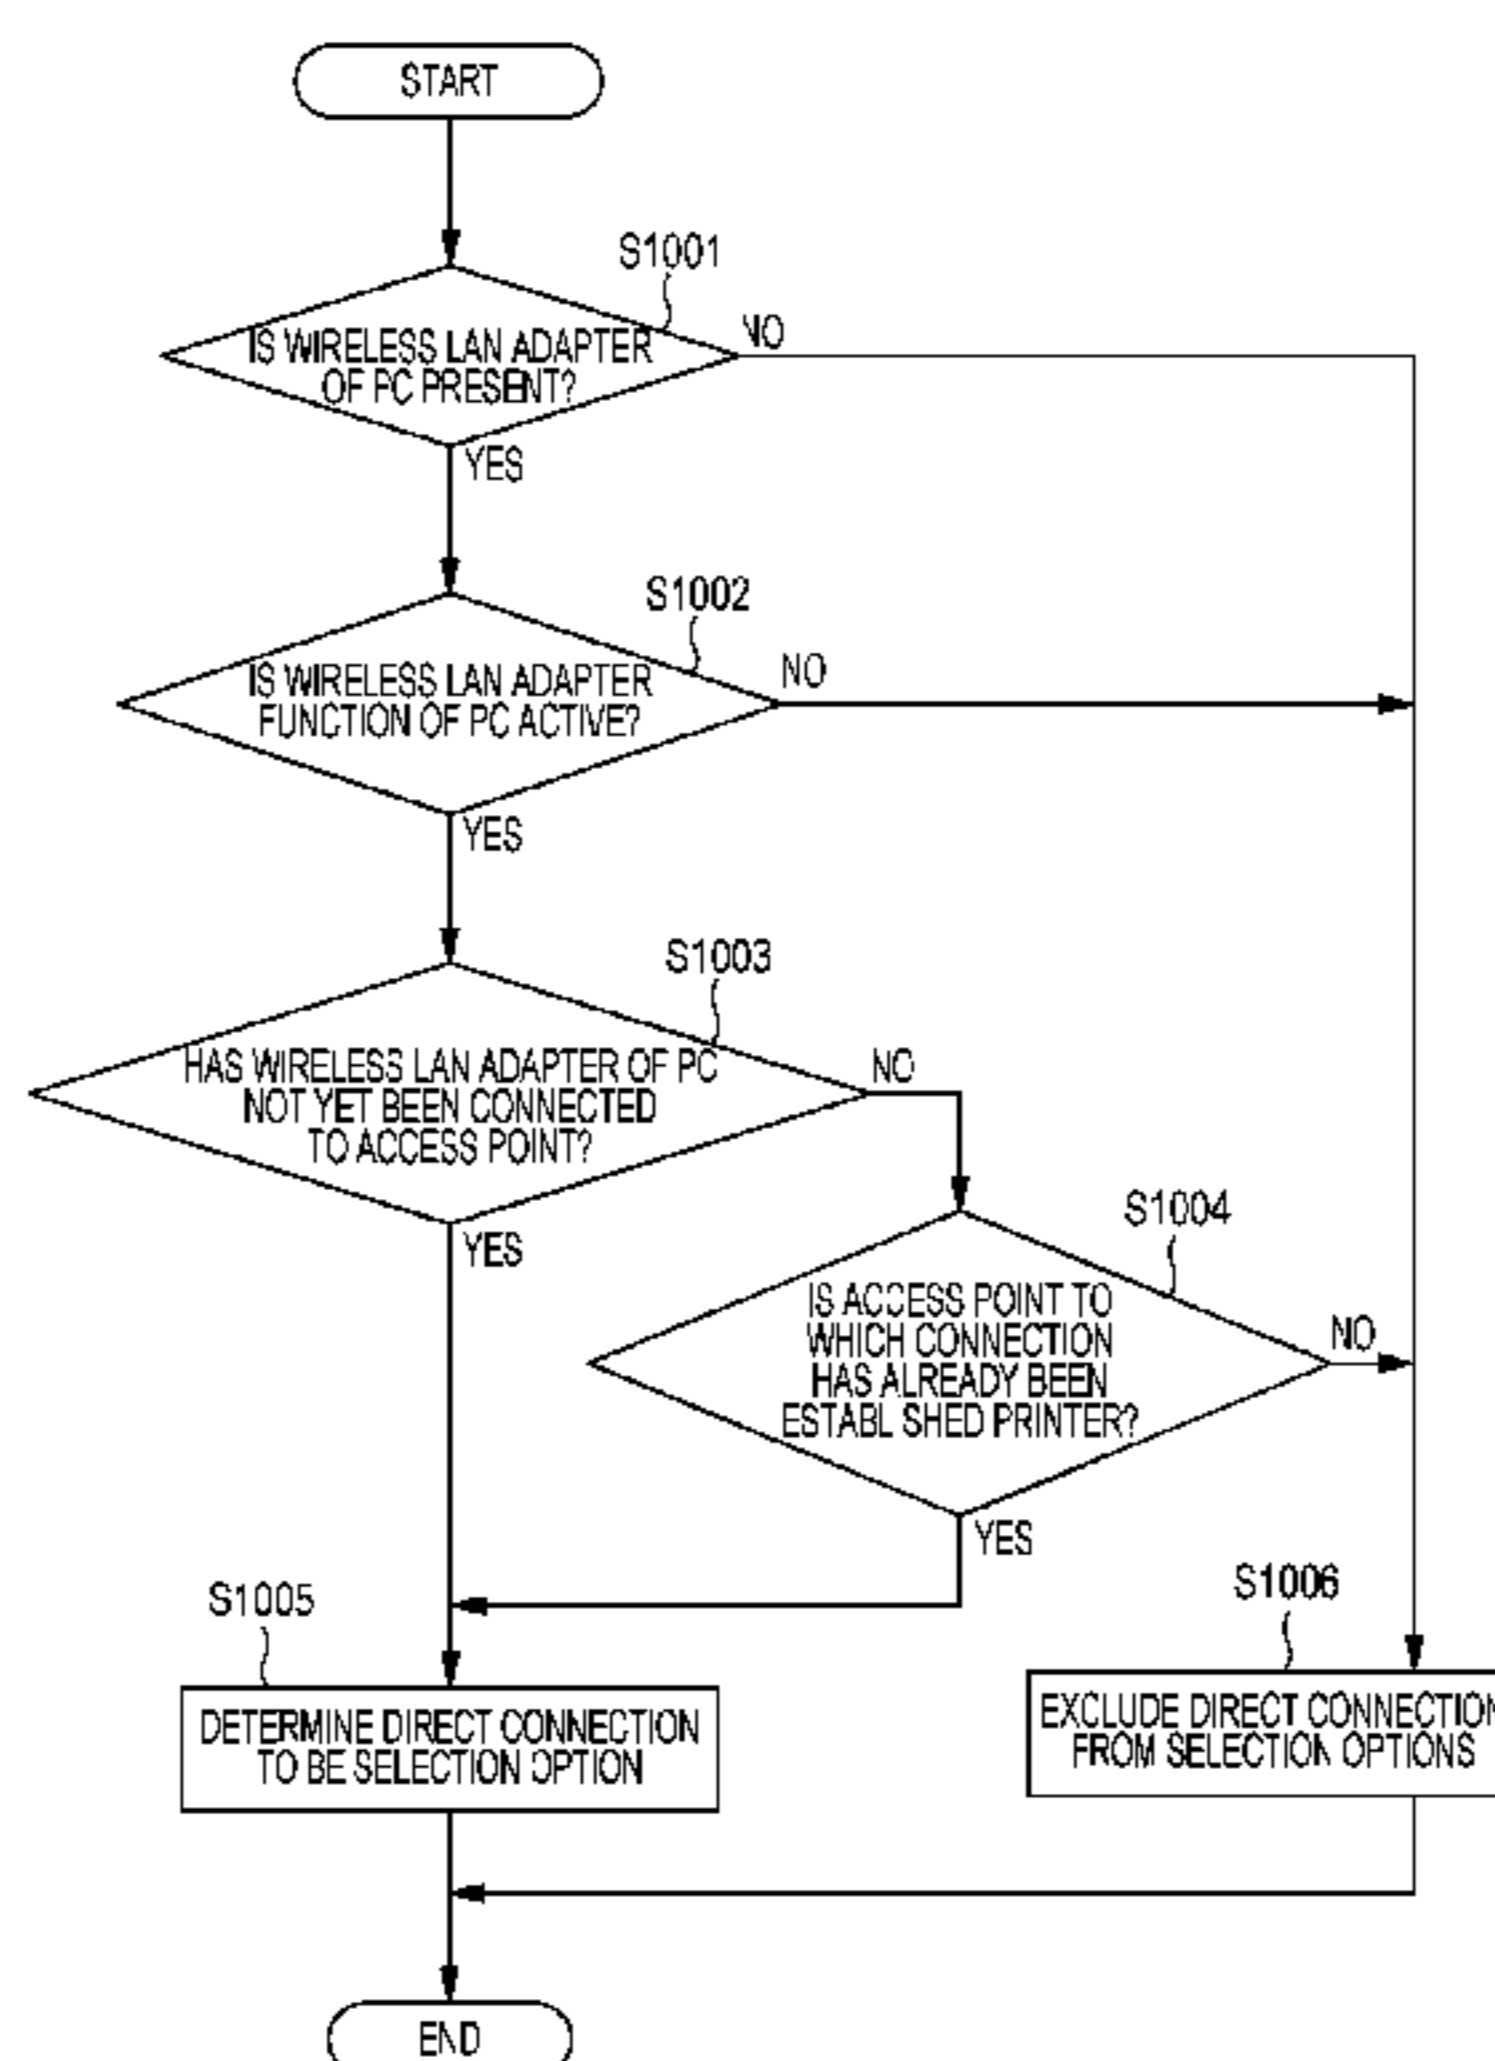 START
S1001
IS WIRELESS LAN ADAPTER
OF PC PRESENT?
NO
YES
S1002
IS WIRELESS LAN ADAPTER
FUNCTION OF PC ACTIVE?
NO
YES
S1003
HAS WIRELESS LAN ADAPTER OF PC
NOT YET BEEN CONNECTED
TO ACCESS POINT?
NO
YES
S1004
IS ACCESS POINT TO
WHICH CONNECTION
HAS ALREADY BEEN
ESTABL SHED PRINTER?
NO
YES
S1005
DETERMINE DIRECT CONNECTION
TO BE SELECTION OPTION
S1006
EXCLUDE DIRECT CONNECTION
FROM SELECTION OPTIONS
END